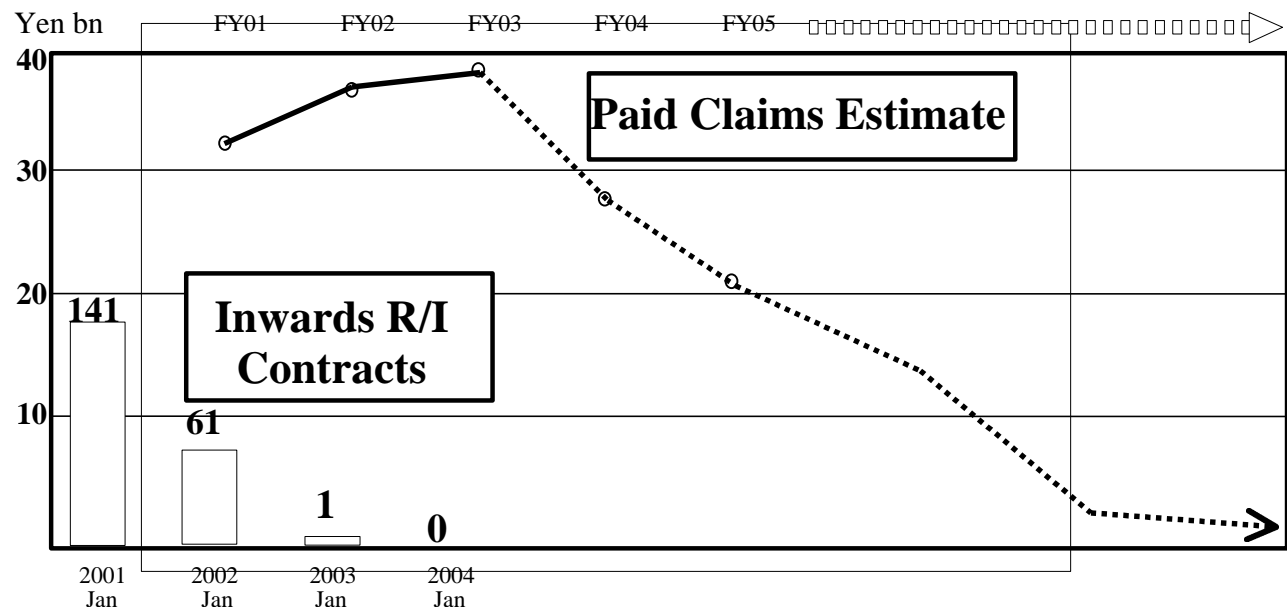 Yen bn FY01 FY02 FY03 FY04 FY05
40
Paid Claims Estimate
30
20
141
Inwards R/I
Contracts
10
61
1
0
2001 2002 2003 2004
Jan Jan Jan Jan